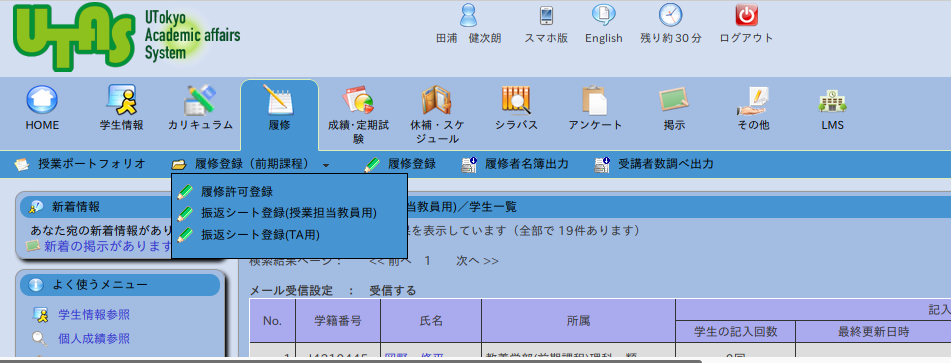 UTAS
UTokyo
Academic affairs
System
田浦 健次朗 スマホ版 English 残り約30分 ログアウト
HOME 学生情報 カリキュラム 履修 成績・定期試験 休補・スケジュール シラバス アンケート 掲示 その他 LMS
授業ポートフォリオ 履修登録（前期課程） 履修登録 履修者名簿出力 受講者数調べ出力
履修許可登録
振返シート登録(授業担当教員用)
振返シート登録(TA用)
新着情報
あなた宛の新着情報があり
新着の掲示があります
よく使うメニュー
学生情報参照
個人成績参照
当教員用)／学生一覧
を表示しています（全部で 19件あります）
検索結果ページ： << 前へ 1 次へ >>
メール受信設定 ： 受信する
No. 学籍番号 氏名 所属 記入
学生の記入回数 最終更新日時